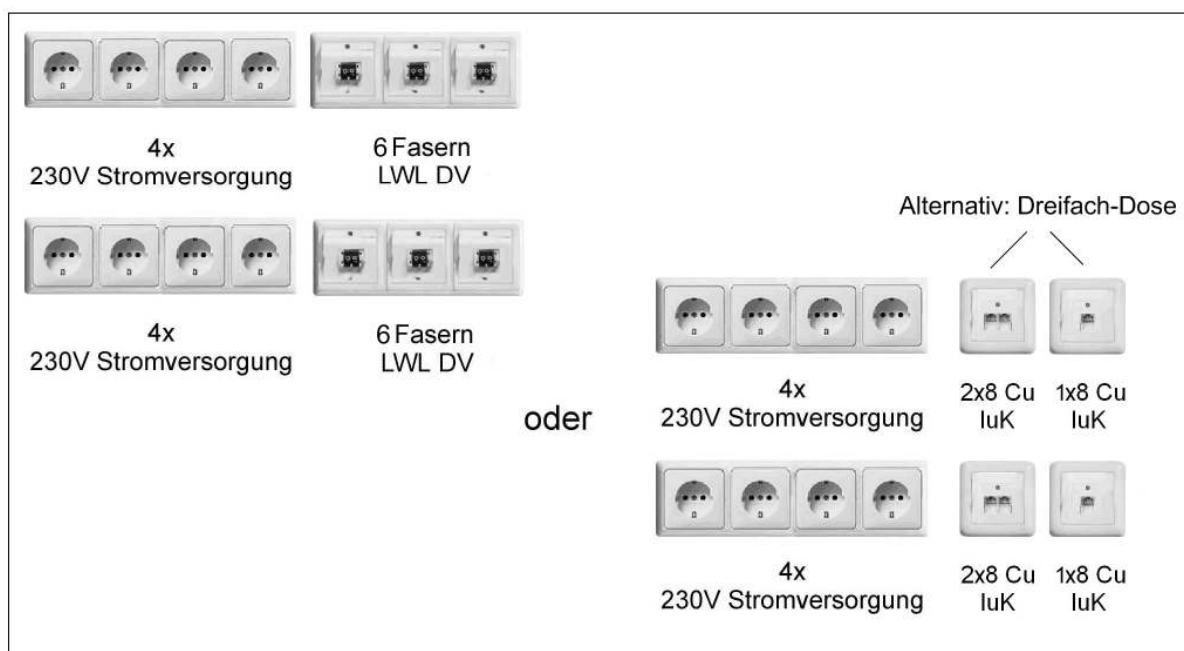 4x
230V Stromversorgung
6 Fasern
LWL DV
4x
230V Stromversorgung
6 Fasern
LWL DV
oder
Alternativ: Dreifach-Dose
4x
230V Stromversorgung
2x8 Cu
IuK
1x8 Cu
IuK
4x
230V Stromversorgung
2x8 Cu
IuK
1x8 Cu
IuK